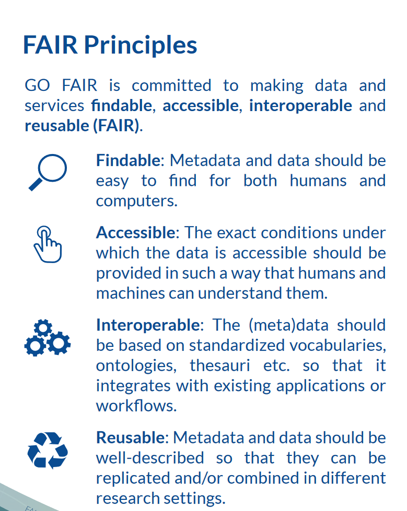 FAIR Principles
GO FAIR is committed to making data and
services findable, accessible, interoperable and
reusable (FAIR).
Findable: Metadata and data should be
easy to find for both humans and
computers.
Accessible: The exact conditions under
which the data is accessible should be
provided in such a way that humans and
machines can understand them.
Interoperable: The (meta)data should
be based on standardized vocabularies,
ontologies, thesauri etc. so that it
integrates with existing applications or
workflows.
Reusable: Metadata and data should be
well-described so that they can be
replicated and/or combined in different
research settings.